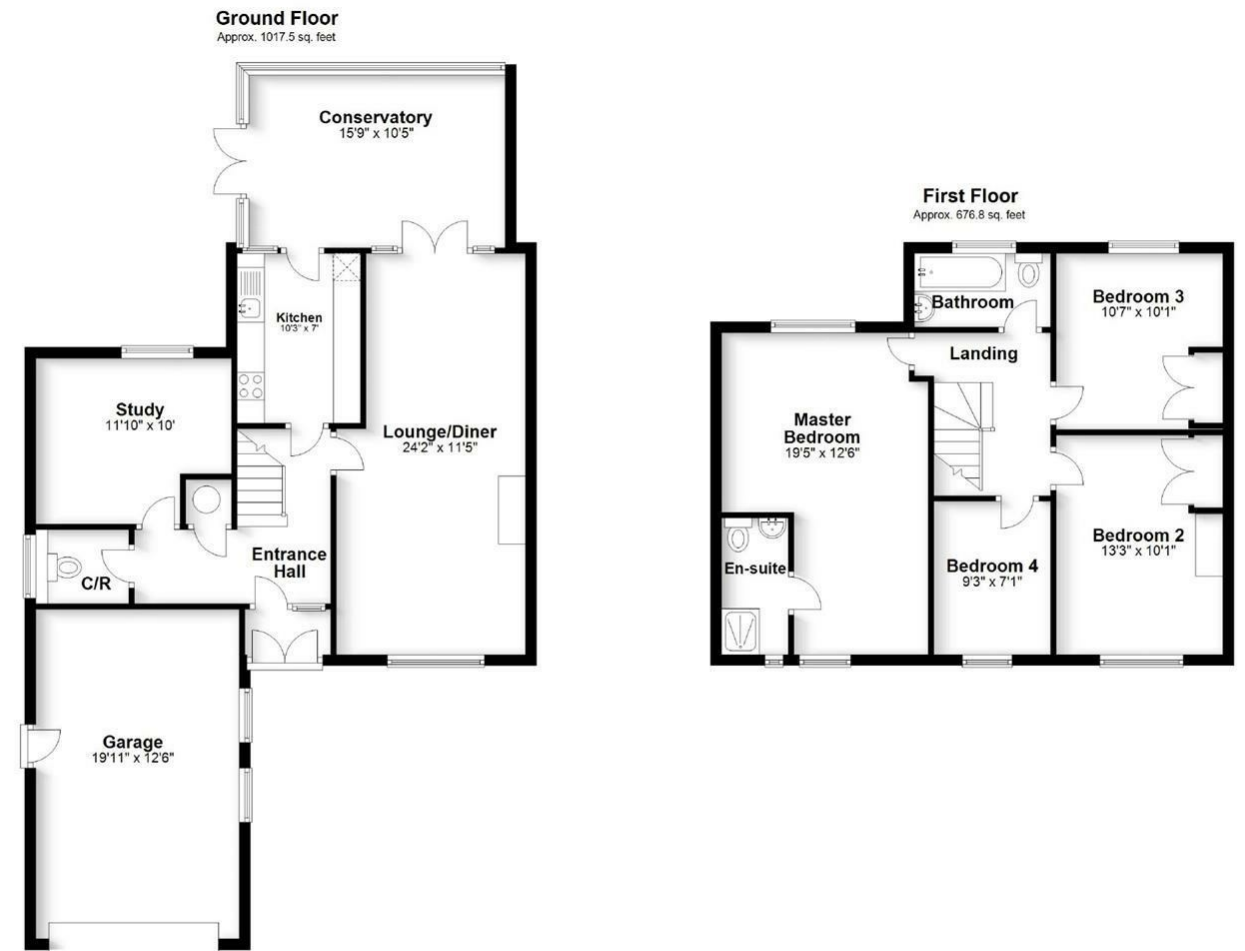 Ground Floor
Approx. 1017.5 sq. feet
Conservatory
15'9" x 10'5"
Kitchen
10'3" x 7'
Study
11'10" x 10'
Lounge/Diner
24'2" x 11'5"
Entrance
Hall
C/R
Garage
19'11" x 12'6"
First Floor
Approx. 676.8 sq. feet
Bathroom
Bedroom 3
10'7" x 10'1"
Landing
Master
Bedroom
19'5" x 12'6"
Bedroom 2
13'3" x 10'1"
En-suite
Bedroom 4
9'3" x 7'1"